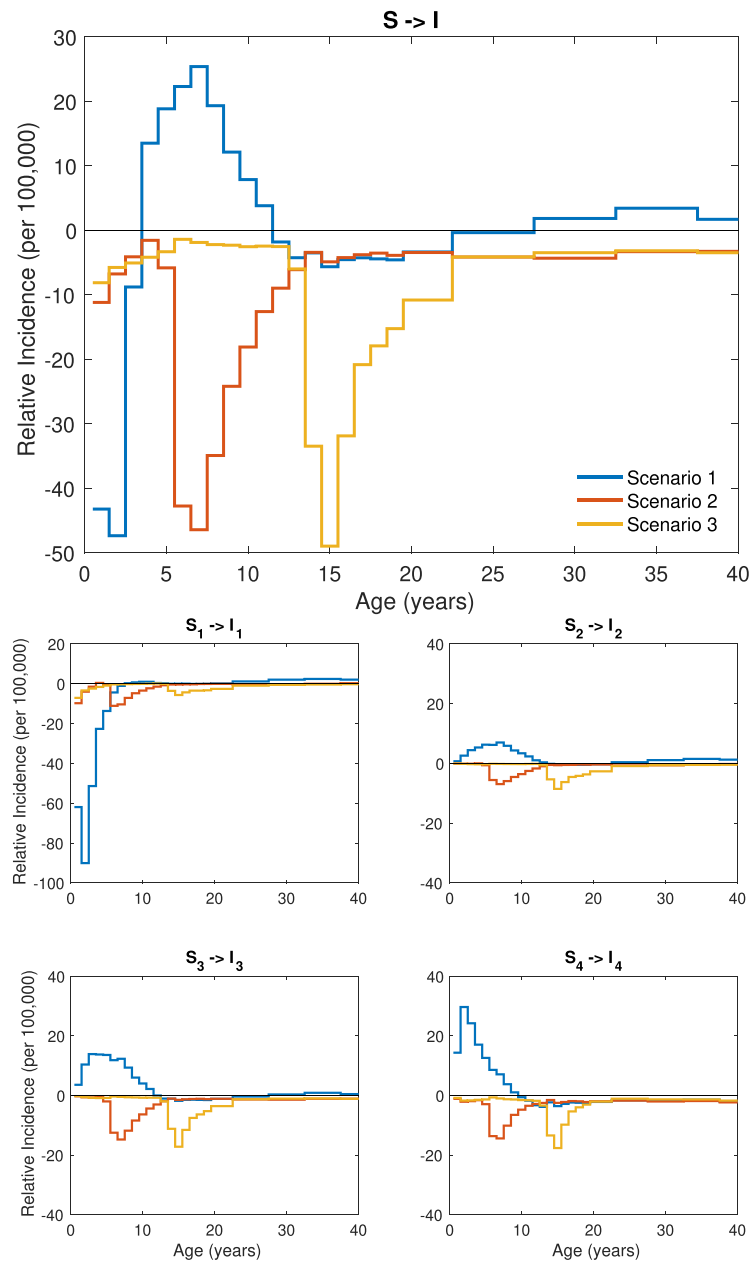 S -> I
30
20
10
0
-10
-20
-30
-40
-50
Relative Incidence (per 100,000)
Scenario 1
Scenario 2
Scenario 3
0 5 10 15 20 25 30 35 40
Age (years)
S1 -> I1
20
0
-20
-40
-60
-80
-100
Relative Incidence (per 100,000)
0 10 20 30 40
S2 -> I2
40
20
0
-20
-40
0 10 20 30 40
S3 -> I3
40
20
0
-20
-40
Relative Incidence (per 100,000)
0 10 20 30 40
Age (years)
S4 -> I4
40
20
0
-20
-40
0 10 20 30 40
Age (years)